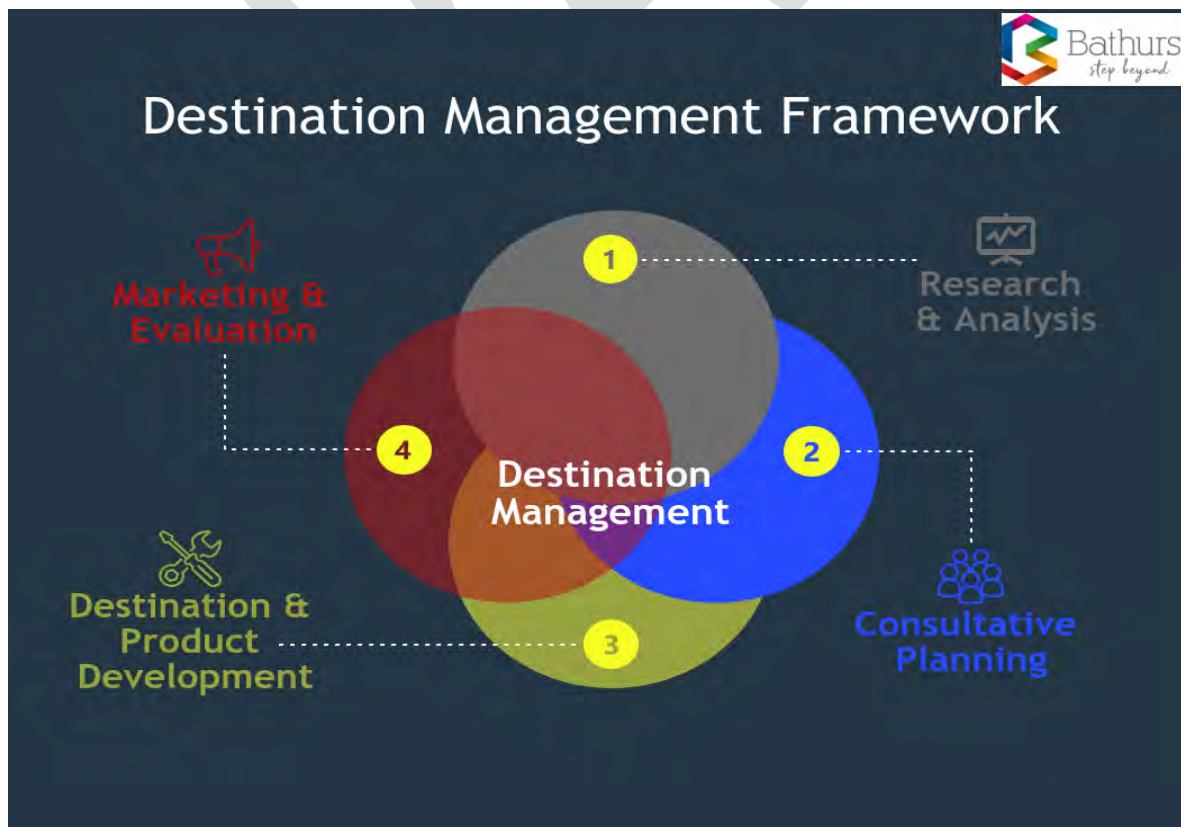 Bathurs
step beyond
Destination Management Framework
1
Research
& Analysis
Marketing &
Evaluation
4
2
Destination
Management
Consultative
Planning
Destination &
Product
Development
3